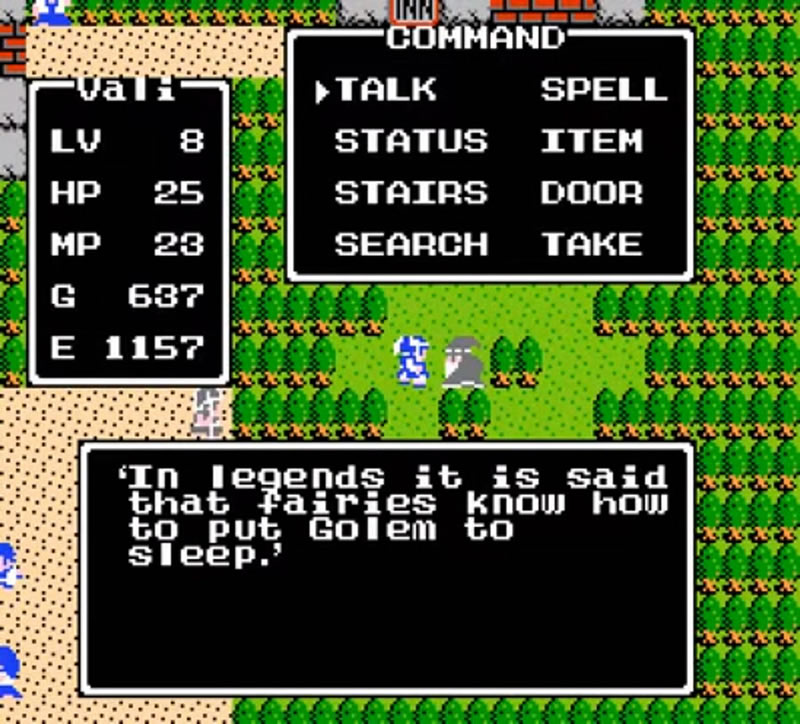 INN
COMMAND
TALK SPELL
STATUS ITEM
STAIRS DOOR
SEARCH TAKE
Vali
LV 8
HP 25
MP 23
G 637
E 1157
‘In legends it is said
that fairies know how
to put Golem to
sleep.’